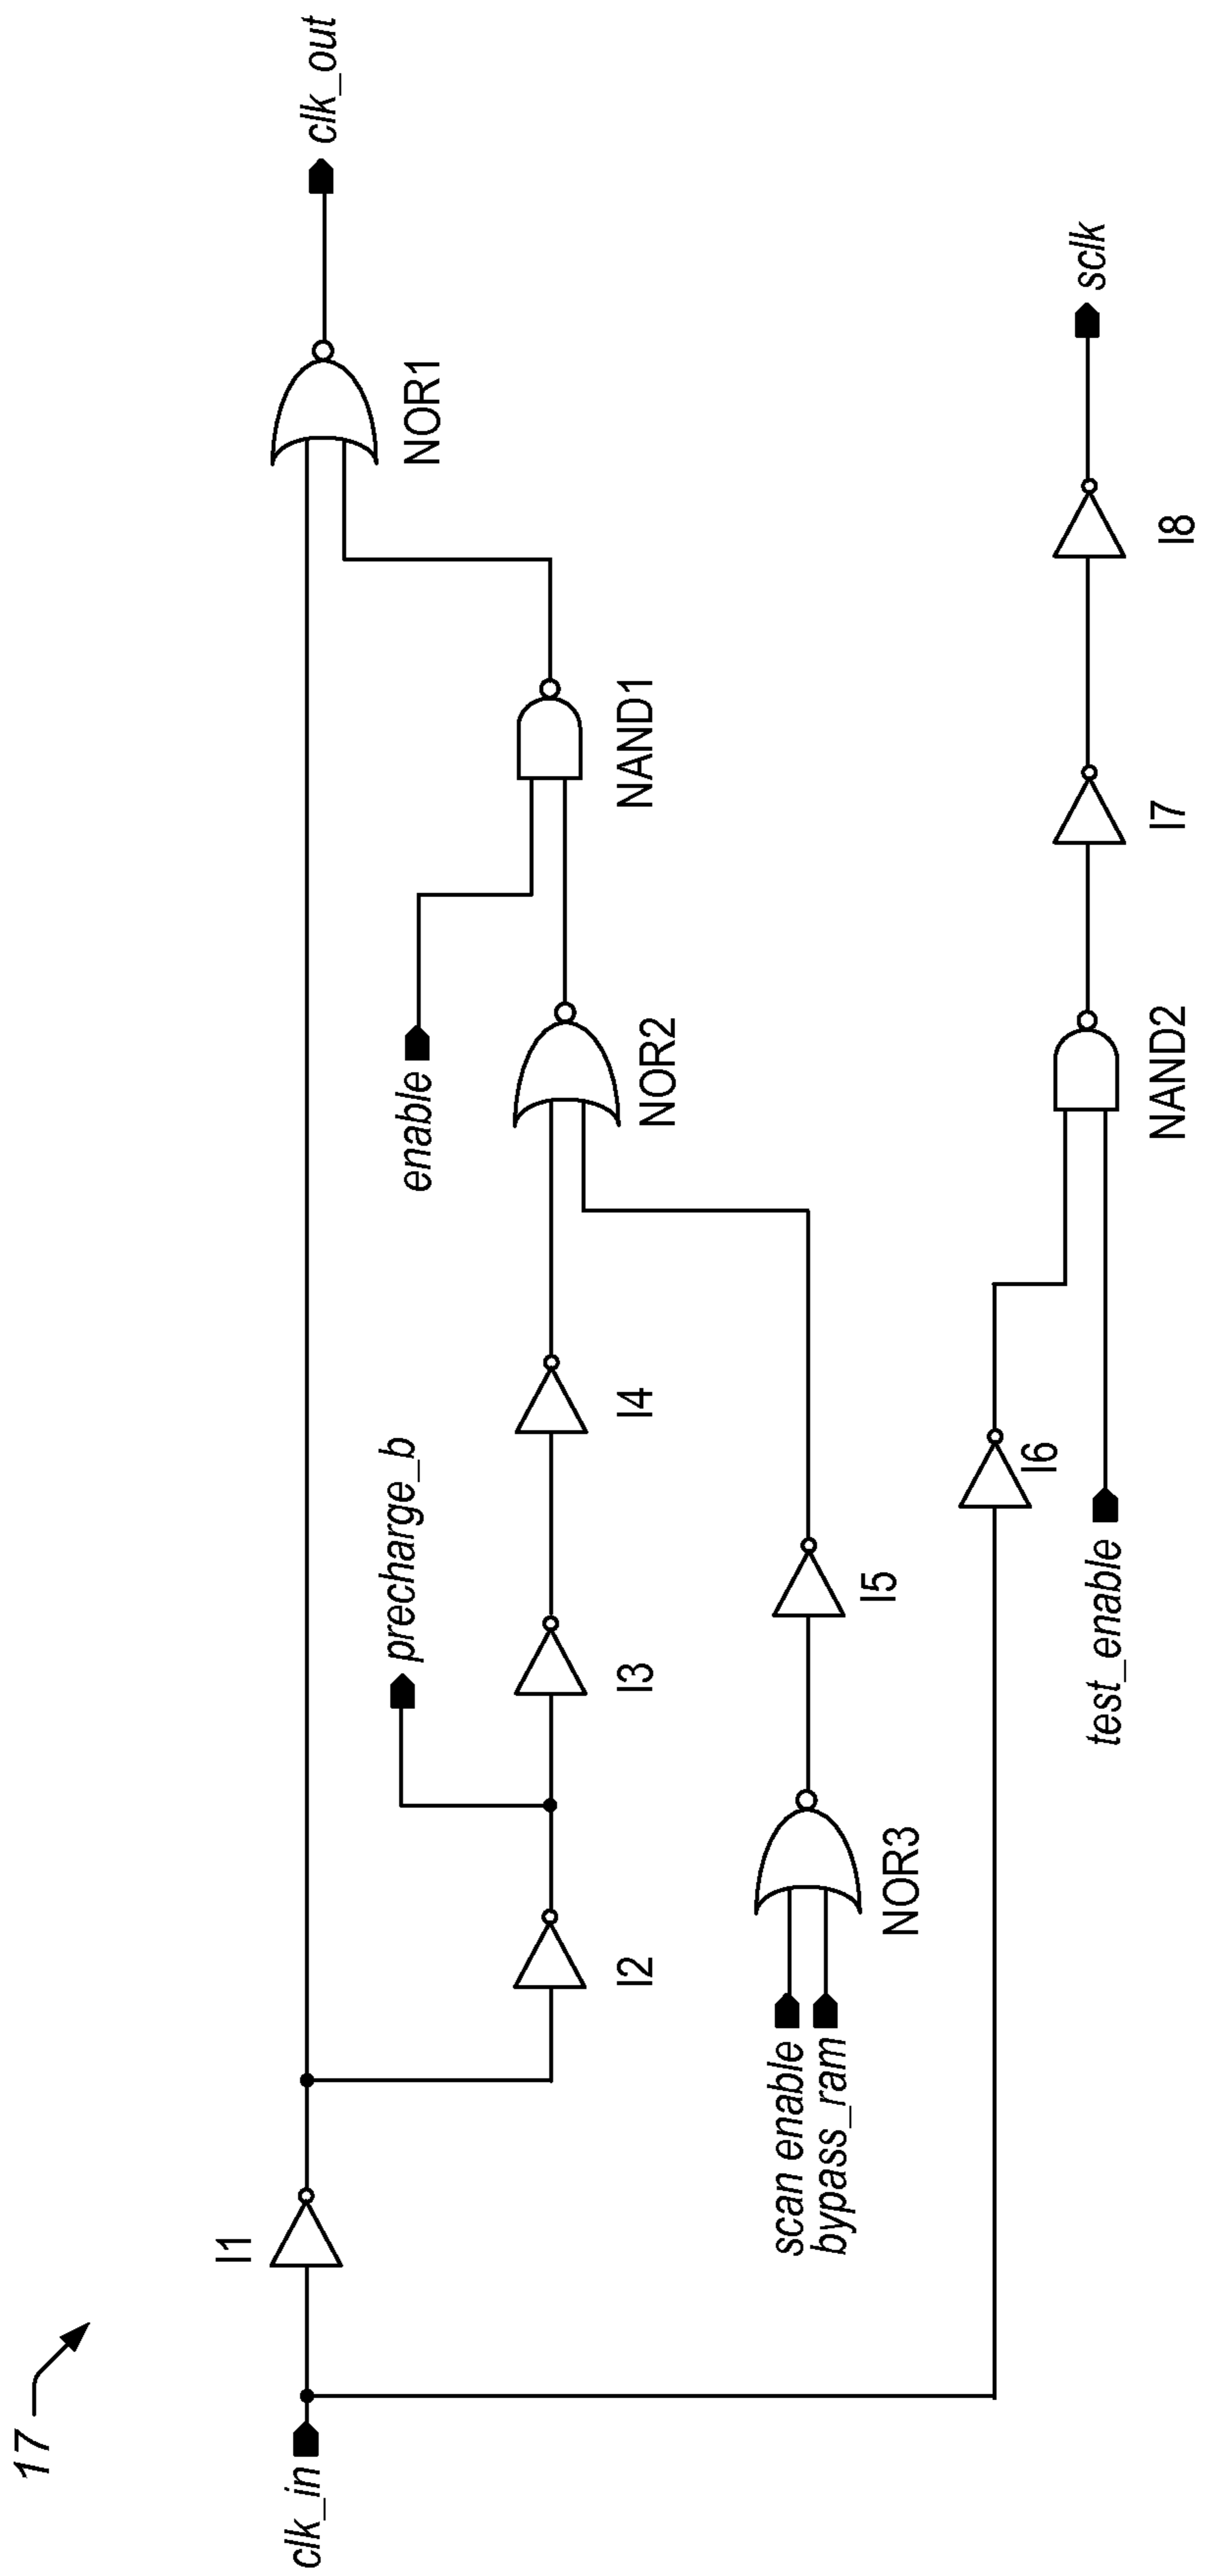 17
clk_in
I1
clk_out
NOR1
precharge_b
enable
I2
I3
I4
NOR2
NAND1
scan enable
bypass_ram
NOR3
I5
I6
test_enable
NAND2
I7
I8
sclk